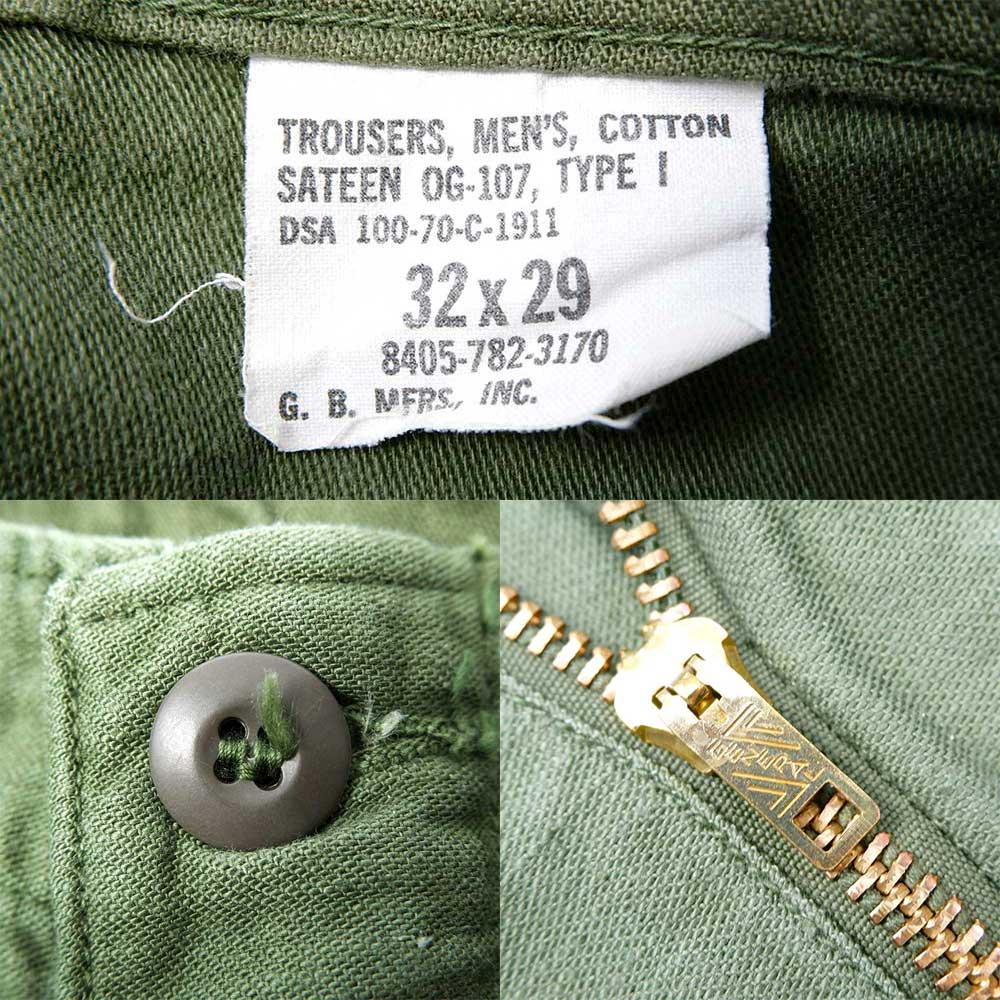 TROUSERS, MEN'S, COTTON
SATEEN OG-107, TYPE I
DSA 100-70-C-1911
32 x 29
8405-782-3170
G. B. MFRS., INC.